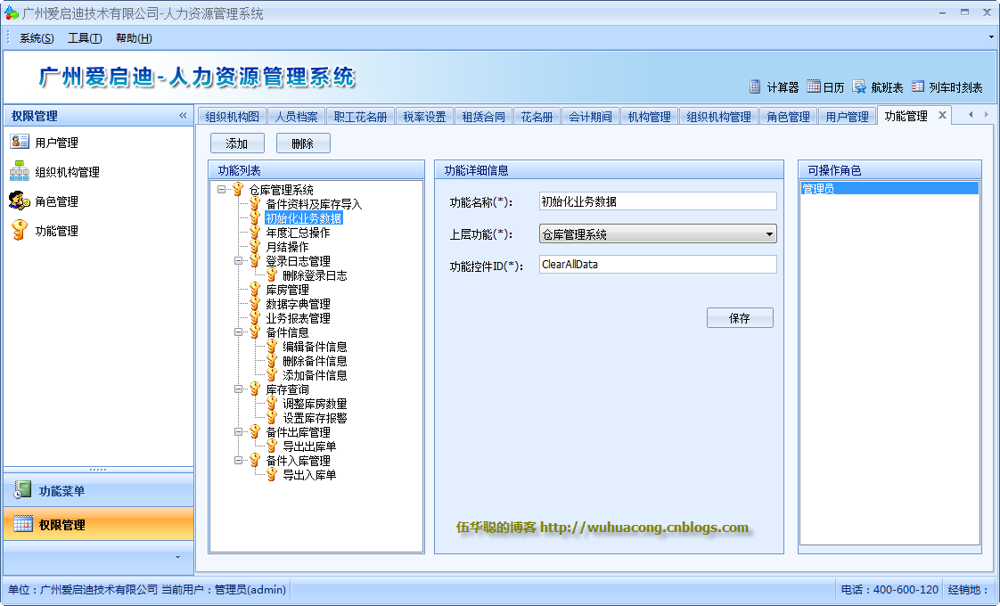 广州爱启迪技术有限公司-人力资源管理系统
系统(S) 工具(T) 帮助(H)
广州爱启迪-人力资源管理系统
计算器 日历 航班表 列车时刻表
权限管理
用户管理
组织机构管理
角色管理
功能管理
功能菜单
权限管理
组织机构图 人员档案 职工花名册 税率设置 租赁合同 花名册 会计期间 机构管理 组织机构管理 角色管理 用户管理 功能管理
添加 删除
功能列表
仓库管理系统
备件资料及库存导入
初始化业务数据
年度汇总操作
月结操作
登录日志管理
删除登录日志
库房管理
数据字典管理
业务报表管理
备件信息
编辑备件信息
删除备件信息
添加备件信息
库存查询
调整库房数量
设置库存报警
备件出库管理
导出出库单
备件入库管理
导出入库单
功能详细信息
功能名称(*): 初始化业务数据
上层功能(*): 仓库管理系统
功能控件ID(*): ClearAllData
保存
伍华聪的博客 http://wuhuacong.cnblogs.com
可操作角色
管理员
单位：广州爱启迪技术有限公司 当前用户：管理员(admin)
电话：400-600-120 经销地：